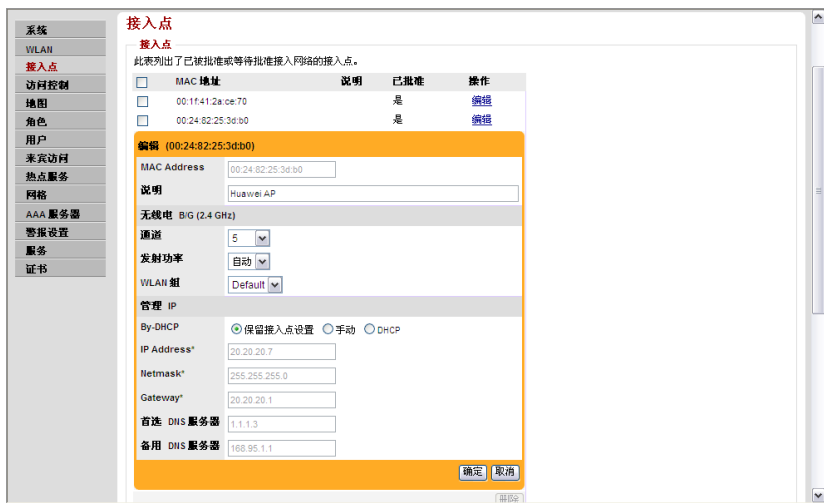 系统
WLAN
接入点
访问控制
地图
角色
用户
来宾访问
热点服务
网格
AAA 服务器
警报设置
服务
证书
接入点
接入点
此表列出了已被批准或等待批准接入网络的接入点。
MAC 地址 说明 已批准 操作
00:1f:41:2a:ce:70 是 编辑
00:24:82:25:3d:b0 是 编辑
编辑 (00:24:82:25:3d:b0)
MAC Address 00:24:82:25:3d:b0
说明 Huawei AP
无线电 B/G (2.4 GHz)
通道 5
发射功率 自动
WLAN 组 Default
管理 IP
By-DHCP 保留接入点设置 手动 DHCP
IP Address* 20.20.20.7
Netmask* 255.255.255.0
Gateway* 20.20.20.1
首选 DNS 服务器 1.1.1.3
备用 DNS 服务器 168.95.1.1
确定 取消
删除